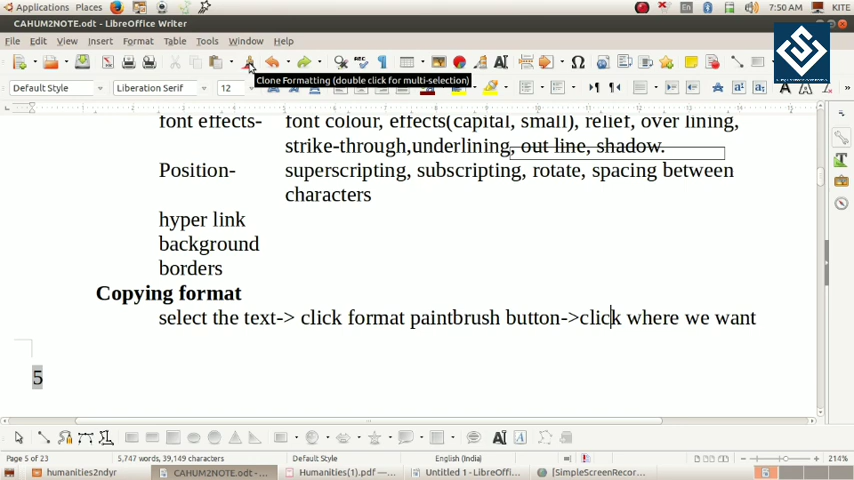 Applications Places En 7:50 AM KITE
CAHUM2NOTE.odt - LibreOffice Writer
File Edit View Insert Format Table Tools Window Help
Clone Formatting (double click for multi-selection)
Default Style Liberation Serif 12
font effects- font colour, effects(capital, small), relief, over lining,
strike-through,underlining, out line, shadow.
Position- superscripting, subscripting, rotate, spacing between
characters
hyper link
background
borders
Copying format
select the text-> click format paintbrush button->click where we want
5
Page 5 of 23 5,747 words, 39,149 characters Default Style English (India) 214%
humanities2ndyr CAHUM2NOTE.odt - ... Humanities(1).pdf —... Untitled 1 - LibreOffi... [SimpleScreenRecor...